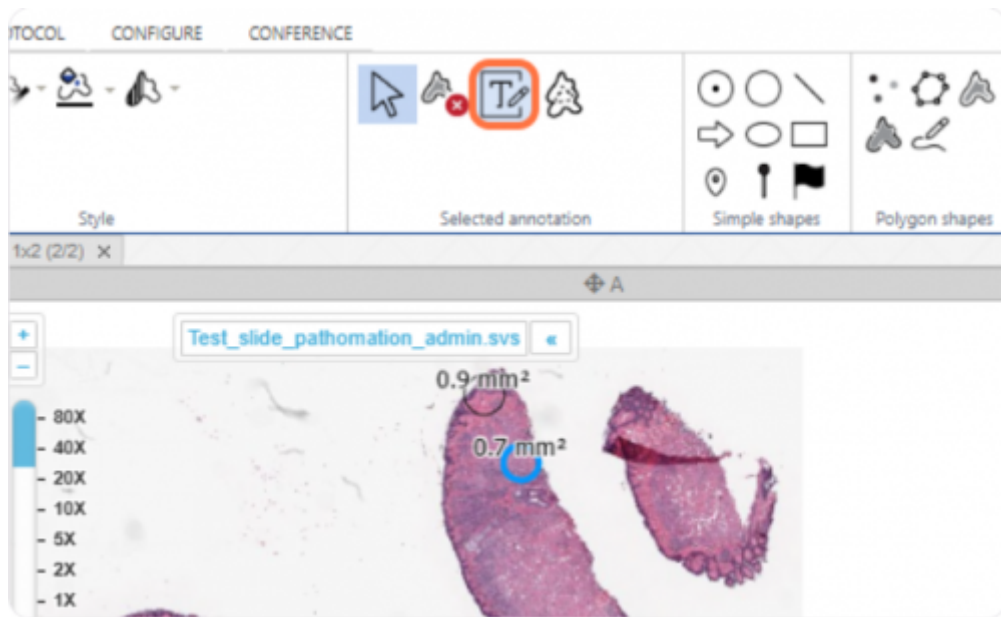 CONFIGURE CONFERENCE
Style Selected annotation Simple shapes Polygon shapes
1x2 (2/2) ×
A
+
Test_slide_pathomation_admin.svs «
−
0.9 mm²
- 80X
0.7 mm²
- 40X
- 20X
- 10X
- 5X
- 2X
- 1X